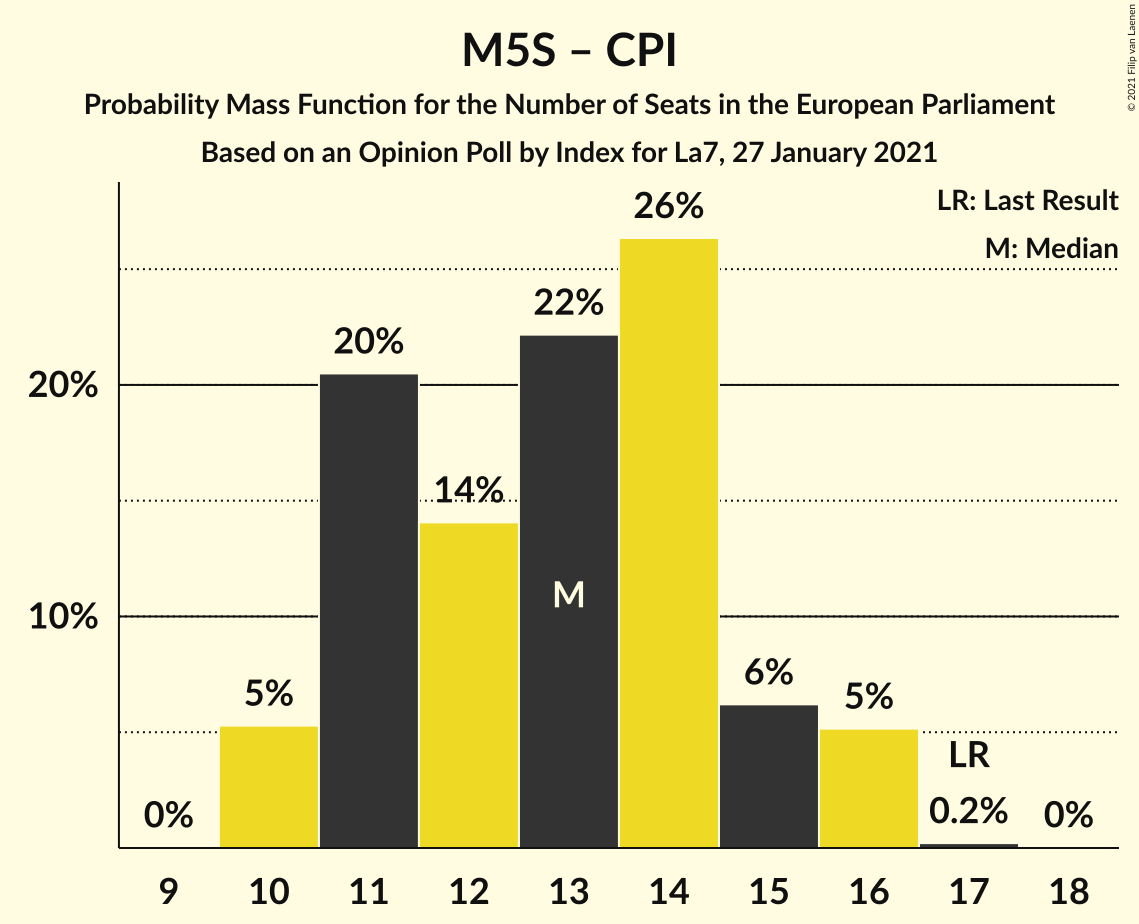 M5S – CPI
Probability Mass Function for the Number of Seats in the European Parliament
Based on an Opinion Poll by Index for La7, 27 January 2021
© 2021 Filip van Laenen
LR: Last Result
M: Median
26%
22%
20%
20%
14%
M
10%
6%
5%
5%
LR
0%
0.2%
0%
9 10 11 12 13 14 15 16 17 18